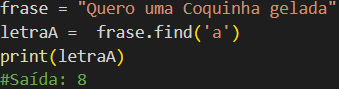 frase = "Quero uma Coquinha gelada"
letraA =  frase.find('a')
print(letraA)
#Saída: 8